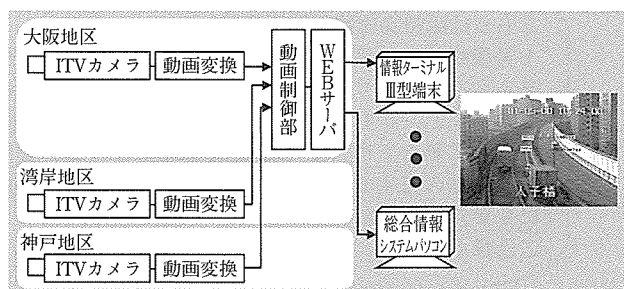 大阪地区
ITVカメラ
動画変換
動画制御部
WEBサーバ
情報ターミナル
Ⅲ型端末
湾岸地区
ITVカメラ
動画変換
神戸地区
ITVカメラ
動画変換
総合情報
システムパソコン